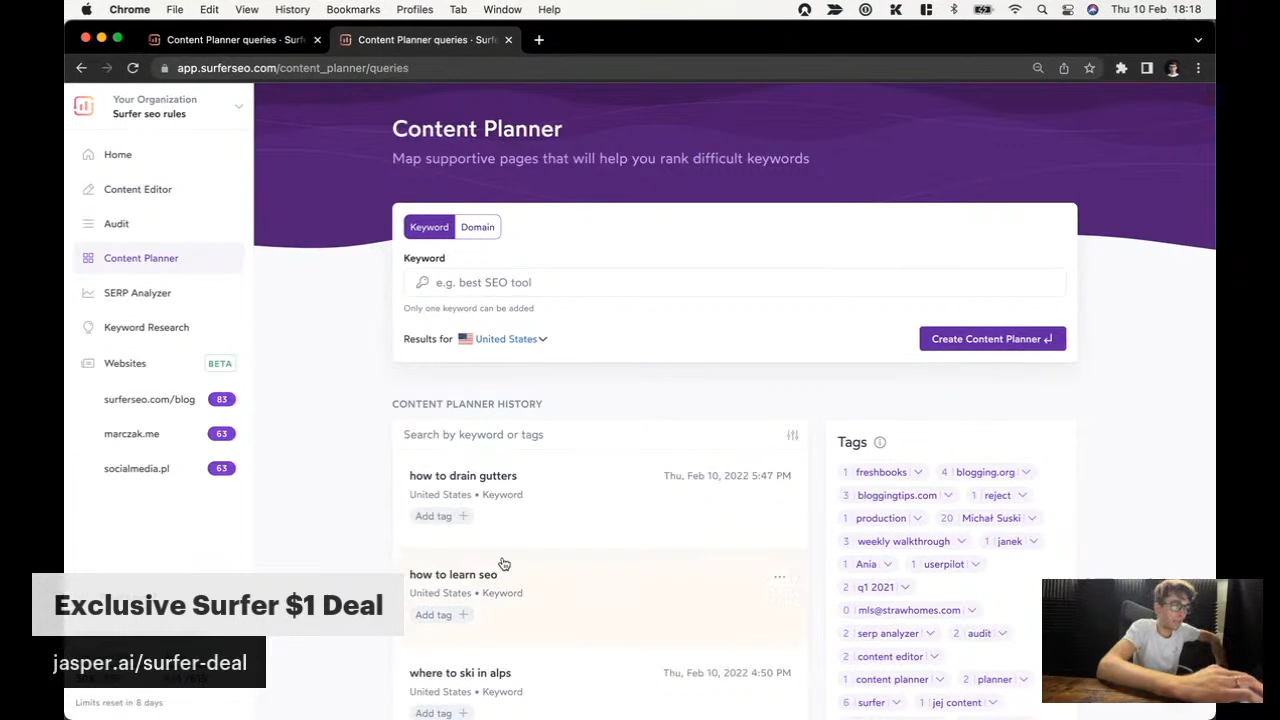 Chrome File Edit View History Bookmarks Profiles Tab Window Help Thu 10 Feb 18:18
Content Planner queries · Surf Content Planner queries · Surf
app.surferseo.com/content_planner/queries
Your Organization
Surfer seo rules
Home
Content Editor
Audit
Content Planner
SERP Analyzer
Keyword Research
Websites BETA
surferseo.com/blog 83
marczak.me 63
socialmedia.pl 63
Limits reset in 8 days
Content Planner
Map supportive pages that will help you rank difficult keywords
Keyword Domain
Keyword
e.g. best SEO tool
Only one keyword can be added
Results for United States
Create Content Planner
CONTENT PLANNER HISTORY
Search by keyword or tags
how to drain gutters Thu, Feb 10, 2022 5:47 PM
United States • Keyword
Add tag +
how to learn seo ...
United States • Keyword
Add tag +
where to ski in alps Thu, Feb 10, 2022 4:50 PM
United States • Keyword
Add tag +
Tags
1 freshbooks 4 blogging.org
3 bloggingtips.com 1 reject
1 production 20 Michał Suski
3 weekly walkthrough 1 janek
1 Ania 1 userpilot
2 q1 2021
0 mls@strawhomes.com
2 serp analyzer 2 audit
2 content editor
1 content planner 2 planner
6 surfer 1 jej content
Exclusive Surfer $1 Deal
jasper.ai/surfer-deal